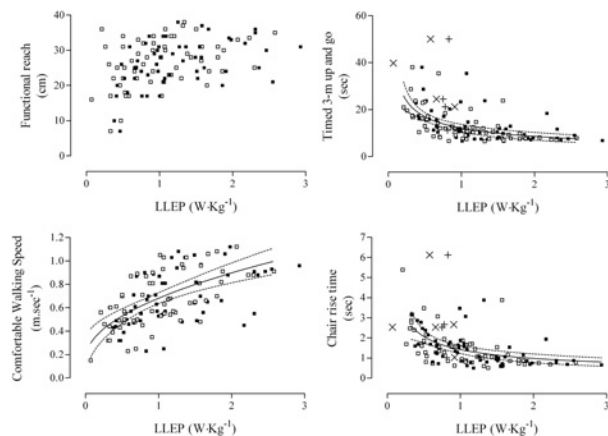 Functional reach
(cm)
40
30
20
10
0
0 1 2 3
LLEP (W·Kg-1)
Timed 3-m up and go
(sec)
60
40
20
0
0 1 2 3
LLEP (W·Kg-1)
Comfortable Walking Speed
(m.sec-1)
1.2
1.0
0.8
0.6
0.4
0.2
0.0
0 1 2 3
LLEP (W·Kg-1)
Chair rise time
(sec)
7
6
5
4
3
2
1
0
0 1 2 3
LLEP (W·Kg-1)